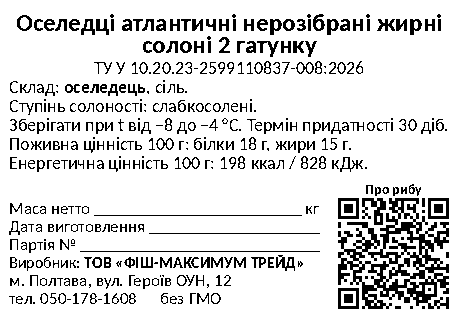 Оселедці атлантичні нерозібрані жирні
солоні 2 ґатунку
ТУ У 10.20.23-2599110837-008:2026
Склад: оселедець, сіль.
Ступінь солоності: слабкосолені.
Зберігати при t від −8 до −4 °С. Термін придатності 30 діб.
Поживна цінність 100 г: білки 18 г, жири 15 г.
Енергетична цінність 100 г: 198 ккал / 828 кДж.
Про рибу
Маса нетто ________________________ кг
Дата виготовлення ____________________
Партія № ____________________________
Виробник: ТОВ «ФІШ-МАКСИМУМ ТРЕЙД»
м. Полтава, вул. Героїв ОУН, 12
тел. 050-178-1608 без ГМО